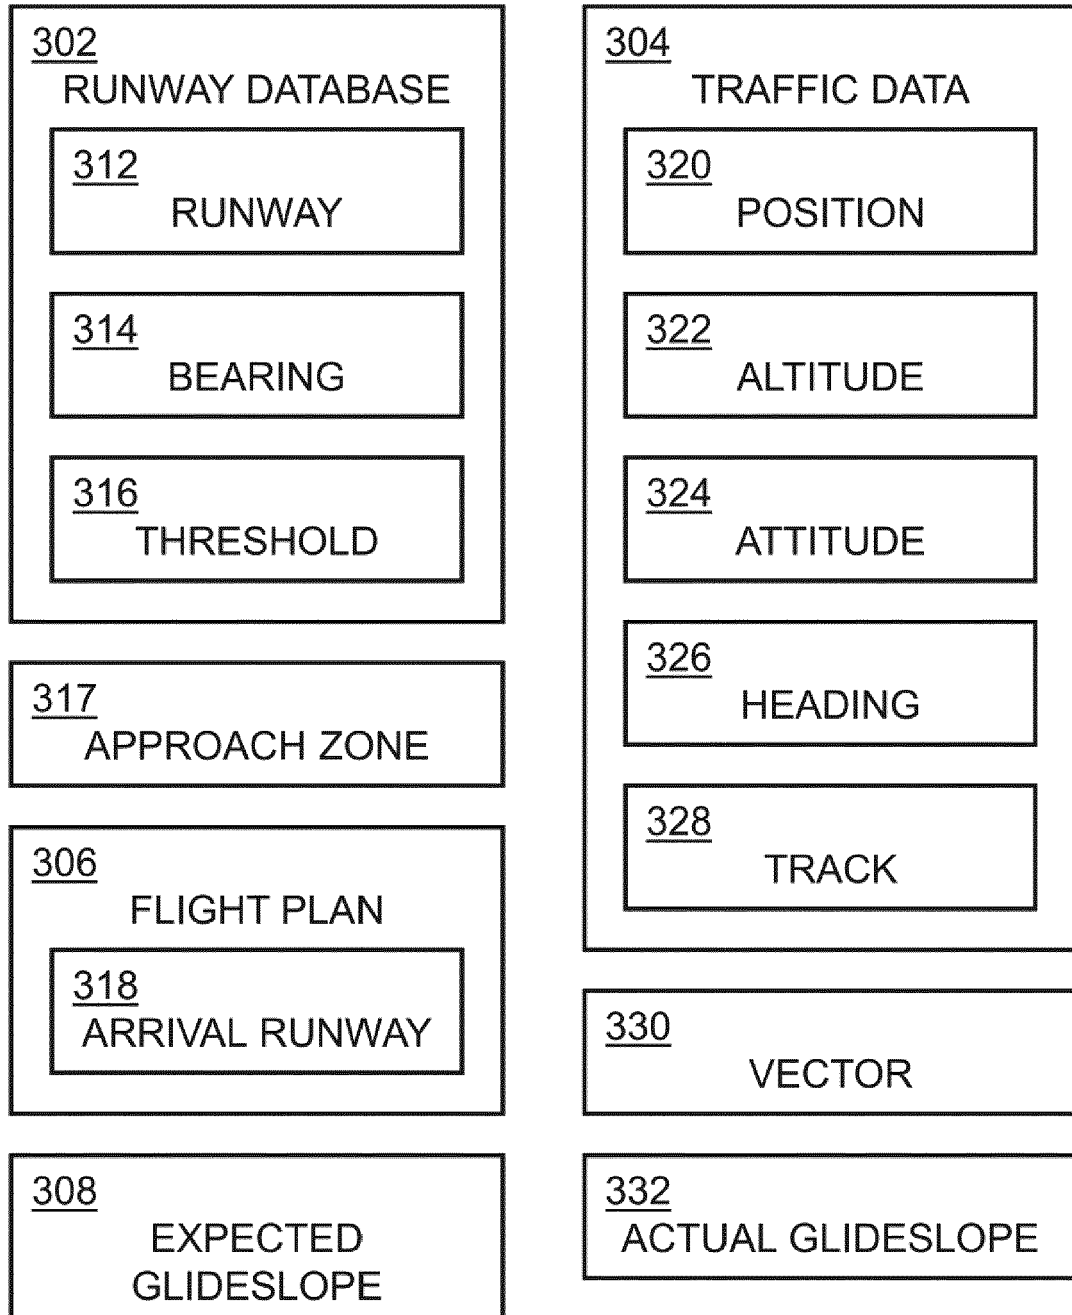 302
RUNWAY DATABASE
312
RUNWAY
314
BEARING
316
THRESHOLD
317
APPROACH ZONE
306
FLIGHT PLAN
318
ARRIVAL RUNWAY
308
EXPECTED
GLIDESLOPE
304
TRAFFIC DATA
320
POSITION
322
ALTITUDE
324
ATTITUDE
326
HEADING
328
TRACK
330
VECTOR
332
ACTUAL GLIDESLOPE